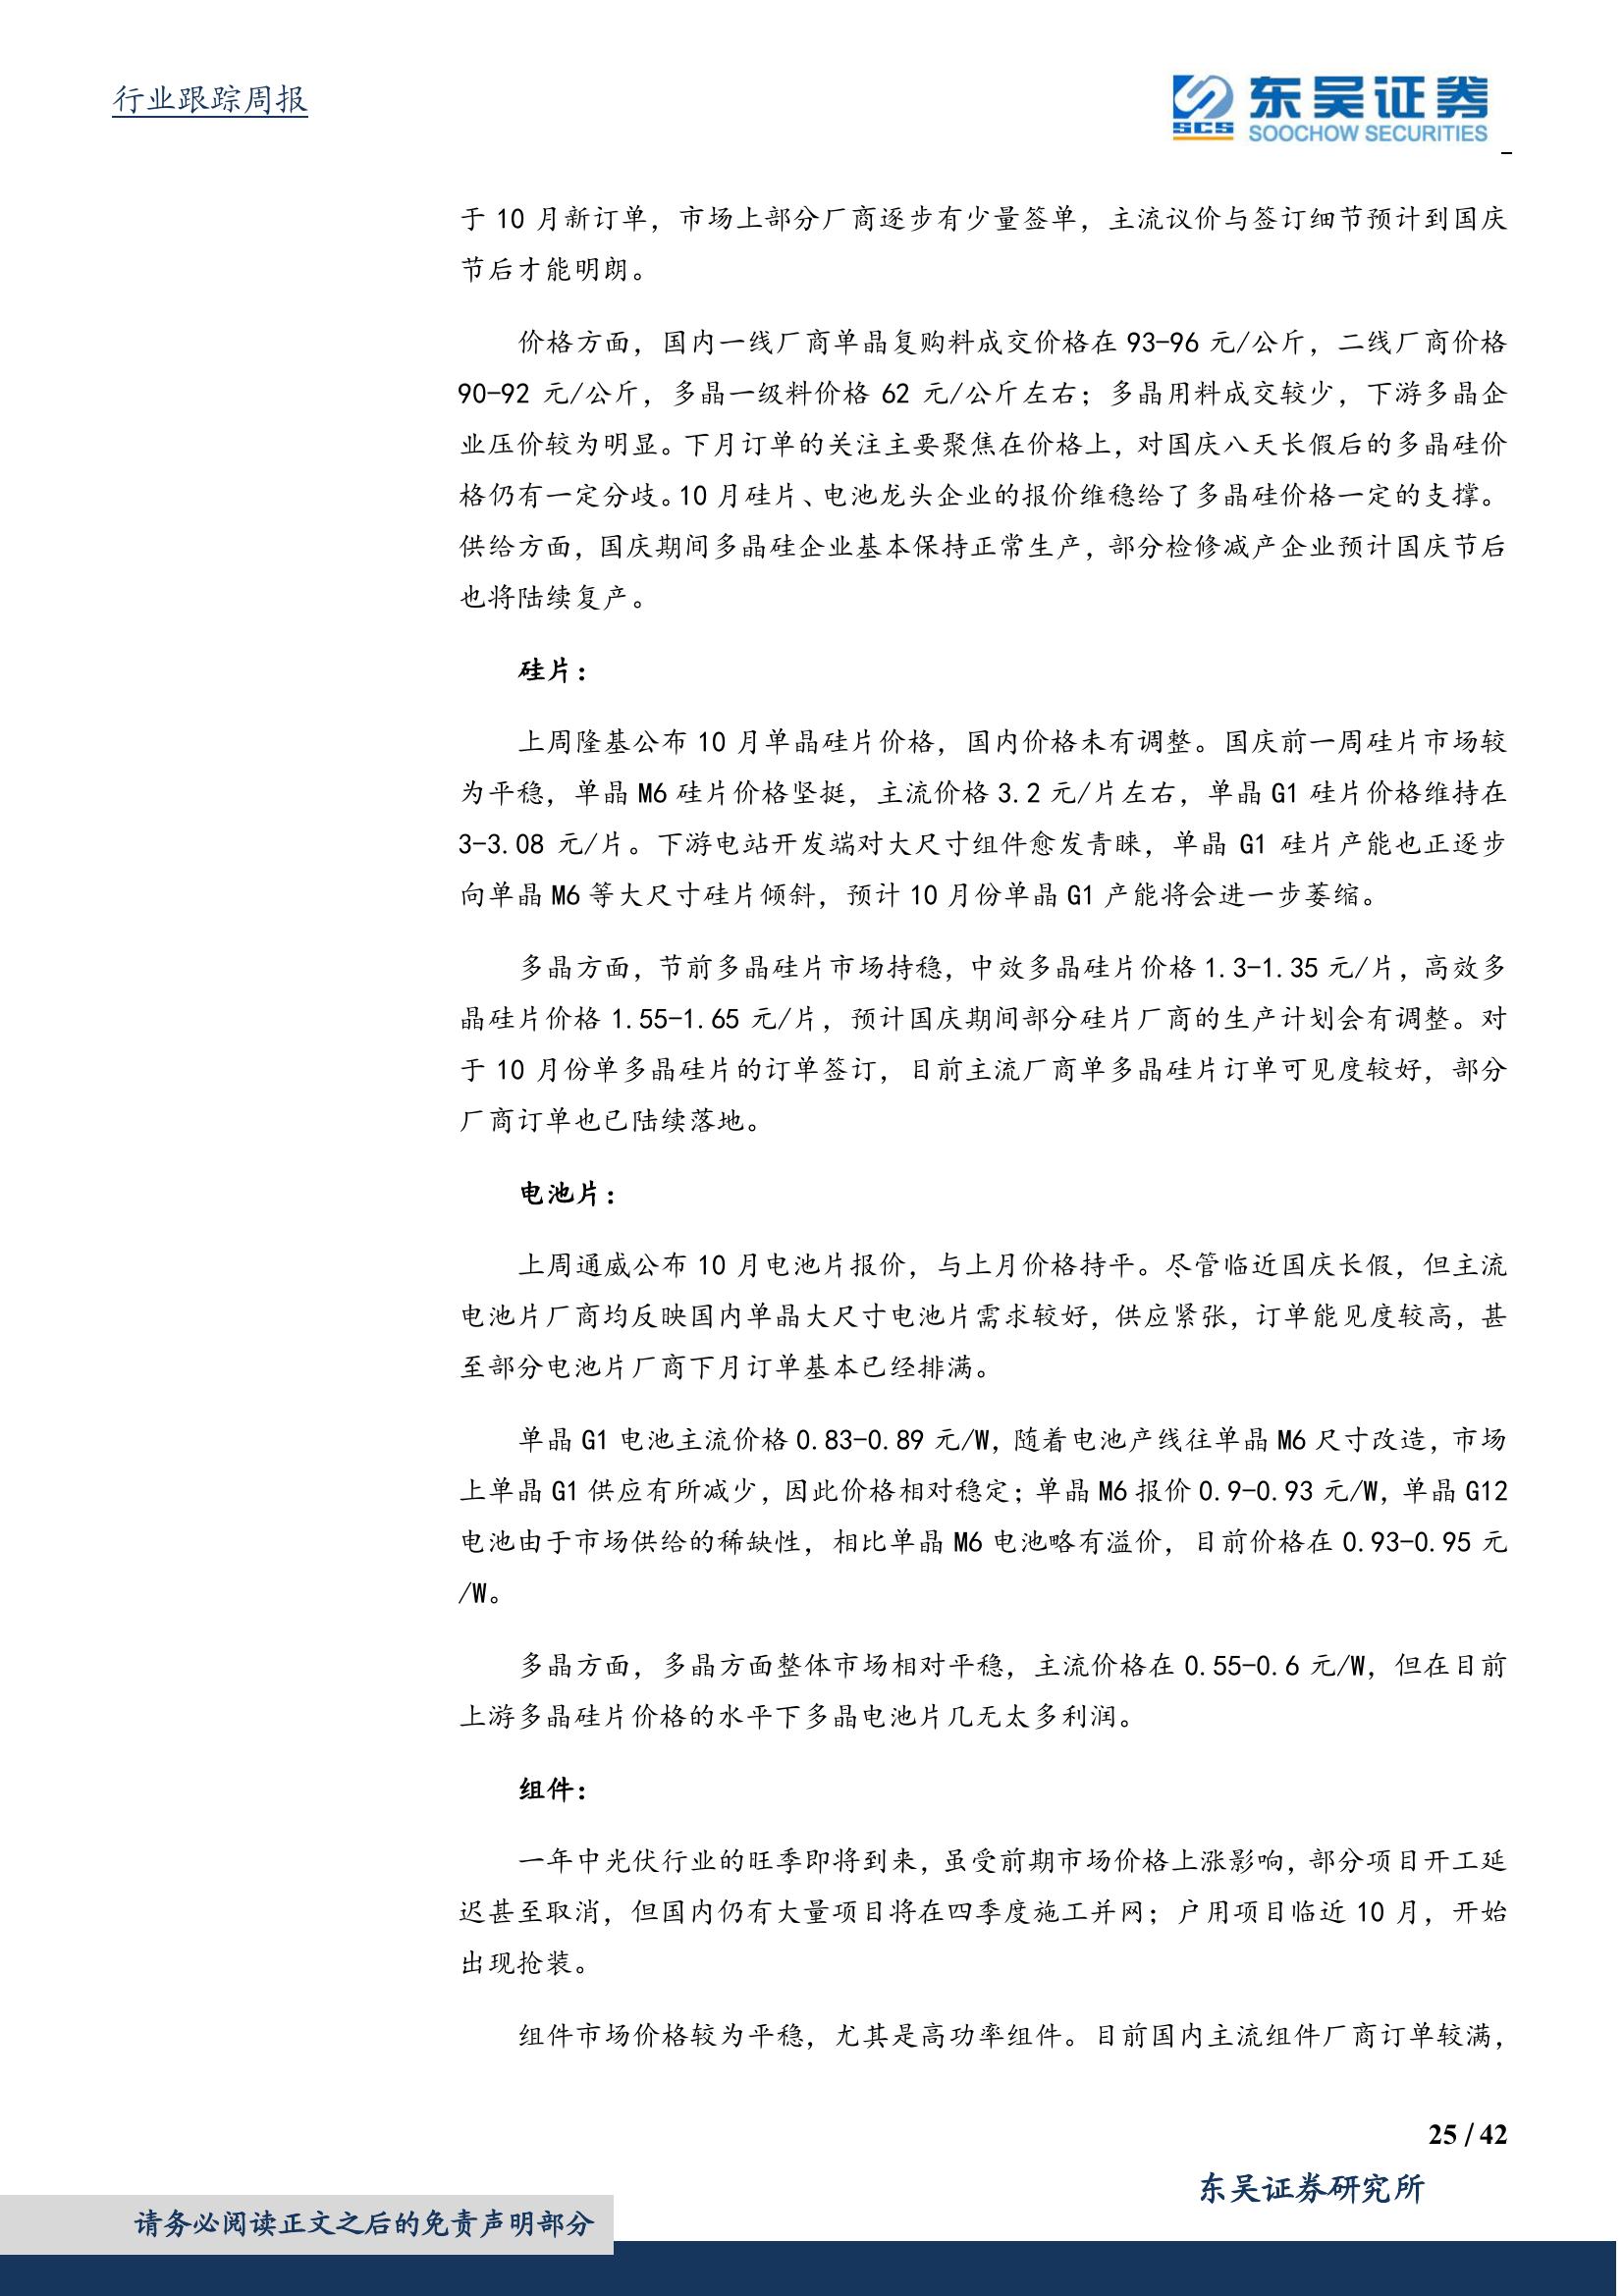 行业跟踪周报
SCS
东吴证券
SOOCHOW SECURITIES
于 10 月新订单，市场上部分厂商逐步有少量签单，主流议价与签订细节预计到国庆
节后才能明朗。
价格方面，国内一线厂商单晶复购料成交价格在 93-96 元/公斤，二线厂商价格
90-92 元/公斤，多晶一级料价格 62 元/公斤左右；多晶用料成交较少，下游多晶企
业压价较为明显。下月订单的关注主要聚焦在价格上，对国庆八天长假后的多晶硅价
格仍有一定分歧。10 月硅片、电池龙头企业的报价维稳给了多晶硅价格一定的支撑。
供给方面，国庆期间多晶硅企业基本保持正常生产，部分检修减产企业预计国庆节后
也将陆续复产。
硅片：
上周隆基公布 10 月单晶硅片价格，国内价格未有调整。国庆前一周硅片市场较
为平稳，单晶 M6 硅片价格坚挺，主流价格 3.2 元/片左右，单晶 G1 硅片价格维持在
3-3.08 元/片。下游电站开发端对大尺寸组件愈发青睐，单晶 G1 硅片产能也正逐步
向单晶 M6 等大尺寸硅片倾斜，预计 10 月份单晶 G1 产能将会进一步萎缩。
多晶方面，节前多晶硅片市场持稳，中效多晶硅片价格 1.3-1.35 元/片，高效多
晶硅片价格 1.55-1.65 元/片，预计国庆期间部分硅片厂商的生产计划会有调整。对
于 10 月份单多晶硅片的订单签订，目前主流厂商单多晶硅片订单可见度较好，部分
厂商订单也已陆续落地。
电池片：
上周通威公布 10 月电池片报价，与上月价格持平。尽管临近国庆长假，但主流
电池片厂商均反映国内单晶大尺寸电池片需求较好，供应紧张，订单能见度较高，甚
至部分电池片厂商下月订单基本已经排满。
单晶 G1 电池主流价格 0.83-0.89 元/W，随着电池产线往单晶 M6 尺寸改造，市场
上单晶 G1 供应有所减少，因此价格相对稳定；单晶 M6 报价 0.9-0.93 元/W，单晶 G12
电池由于市场供给的稀缺性，相比单晶 M6 电池略有溢价，目前价格在 0.93-0.95 元
/W。
多晶方面，多晶方面整体市场相对平稳，主流价格在 0.55-0.6 元/W，但在目前
上游多晶硅片价格的水平下多晶电池片几无太多利润。
组件：
一年中光伏行业的旺季即将到来，虽受前期市场价格上涨影响，部分项目开工延
迟甚至取消，但国内仍有大量项目将在四季度施工并网；户用项目临近 10 月，开始
出现抢装。
组件市场价格较为平稳，尤其是高功率组件。目前国内主流组件厂商订单较满，
25 / 42
东吴证券研究所
请务必阅读正文之后的免责声明部分